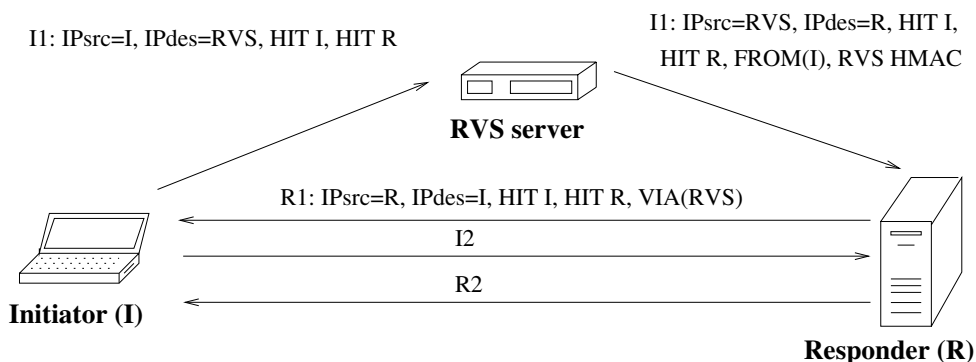 I1: IPsrc=I, IPdes=RVS, HIT I, HIT R
I1: IPsrc=RVS, IPdes=R, HIT I,
HIT R, FROM(I), RVS HMAC
RVS server
R1: IPsrc=R, IPdes=I, HIT I, HIT R, VIA(RVS)
I2
R2
Initiator (I)
Responder (R)